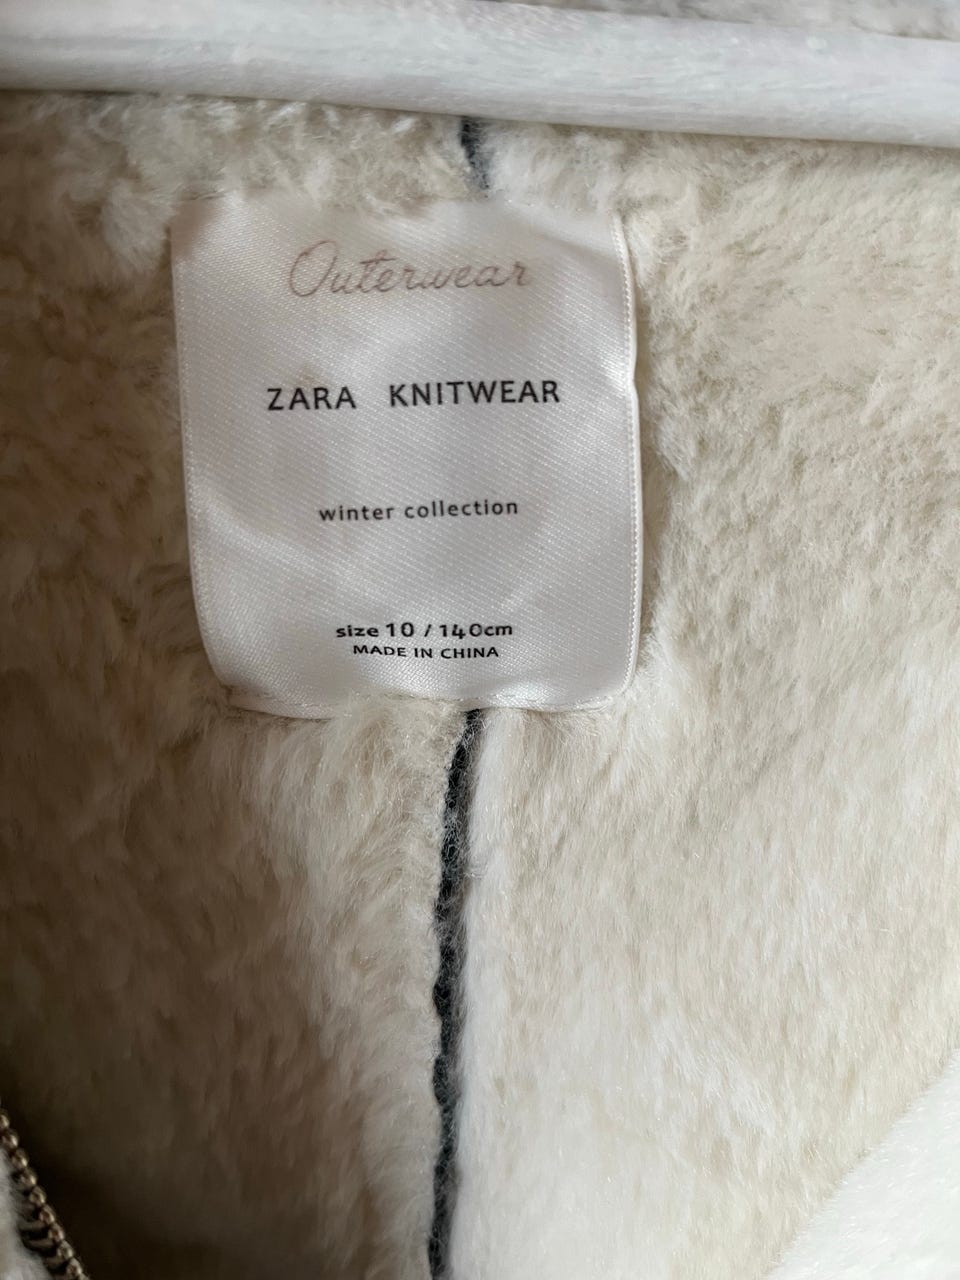 Outerwear
ZARA KNITWEAR
winter collection
size 10 / 140cm
MADE IN CHINA